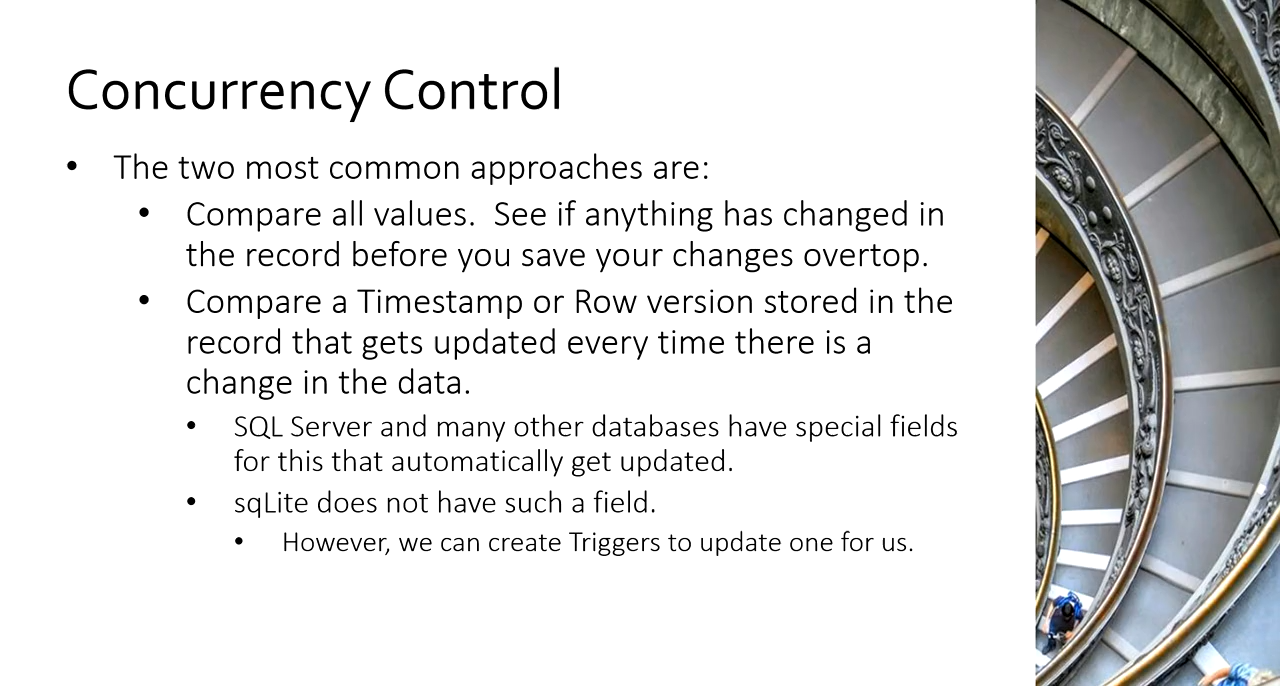 Concurrency Control
• The two most common approaches are:
• Compare all values.  See if anything has changed in
the record before you save your changes overtop.
• Compare a Timestamp or Row version stored in the
record that gets updated every time there is a
change in the data.
• SQL Server and many other databases have special fields
for this that automatically get updated.
• sqLite does not have such a field.
• However, we can create Triggers to update one for us.